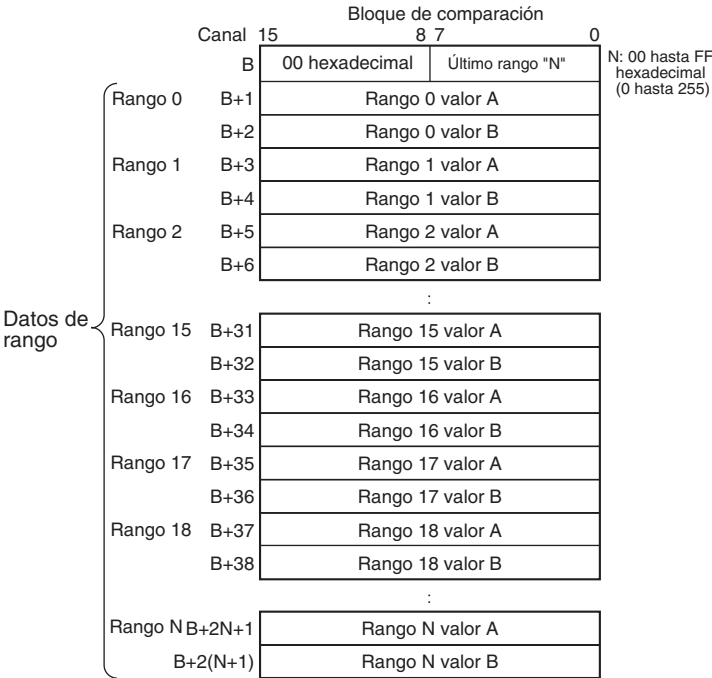 Bloque de comparación
Canal 15 8 7 0
B 00 hexadecimal Último rango "N" N: 00 hasta FF
hexadecimal
(0 hasta 255)
Rango 0 B+1 Rango 0 valor A
B+2 Rango 0 valor B
Rango 1 B+3 Rango 1 valor A
B+4 Rango 1 valor B
Rango 2 B+5 Rango 2 valor A
B+6 Rango 2 valor B
:
Datos de
rango
Rango 15 B+31 Rango 15 valor A
B+32 Rango 15 valor B
Rango 16 B+33 Rango 16 valor A
B+34 Rango 16 valor B
Rango 17 B+35 Rango 17 valor A
B+36 Rango 17 valor B
Rango 18 B+37 Rango 18 valor A
B+38 Rango 18 valor B
:
Rango N B+2N+1 Rango N valor A
B+2(N+1) Rango N valor B